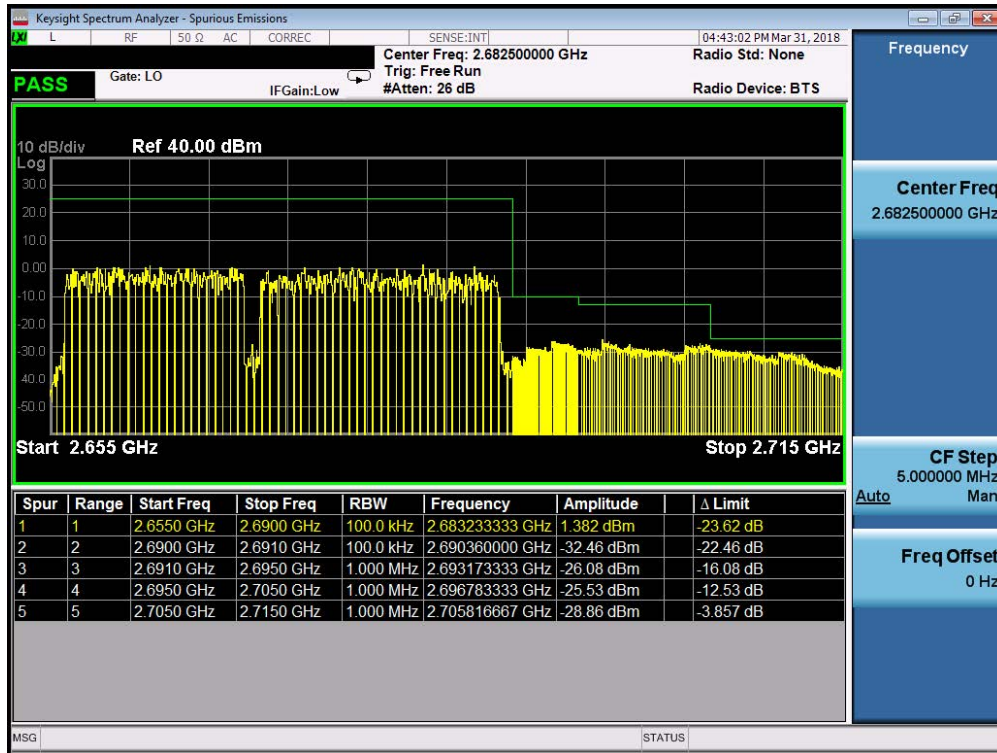 Keysight Spectrum Analyzer - Spurious Emissions
LXI L RF 50 Ω AC CORREC SENSE:INT 04:43:02 PM Mar 31, 2018
Center Freq: 2.682500000 GHz Radio Std: None
PASS Gate: LO Trig: Free Run
IFGain:Low #Atten: 26 dB Radio Device: BTS
10 dB/div Ref 40.00 dBm
Log
30.0
20.0
10.0
0.00
-10.0
-20.0
-30.0
-40.0
-50.0
Start 2.655 GHz Stop 2.715 GHz
Spur Range Start Freq Stop Freq RBW Frequency Amplitude Δ Limit
1 1 2.6550 GHz 2.6900 GHz 100.0 kHz 2.683233333 GHz 1.382 dBm -23.62 dB
2 2 2.6900 GHz 2.6910 GHz 100.0 kHz 2.690360000 GHz -32.46 dBm -22.46 dB
3 3 2.6910 GHz 2.6950 GHz 1.000 MHz 2.693173333 GHz -26.08 dBm -16.08 dB
4 4 2.6950 GHz 2.7050 GHz 1.000 MHz 2.696783333 GHz -25.53 dBm -12.53 dB
5 5 2.7050 GHz 2.7150 GHz 1.000 MHz 2.705816667 GHz -28.86 dBm -3.857 dB
MSG STATUS
Frequency
Center Freq
2.682500000 GHz
CF Step
5.000000 MHz
Auto Man
Freq Offset
0 Hz